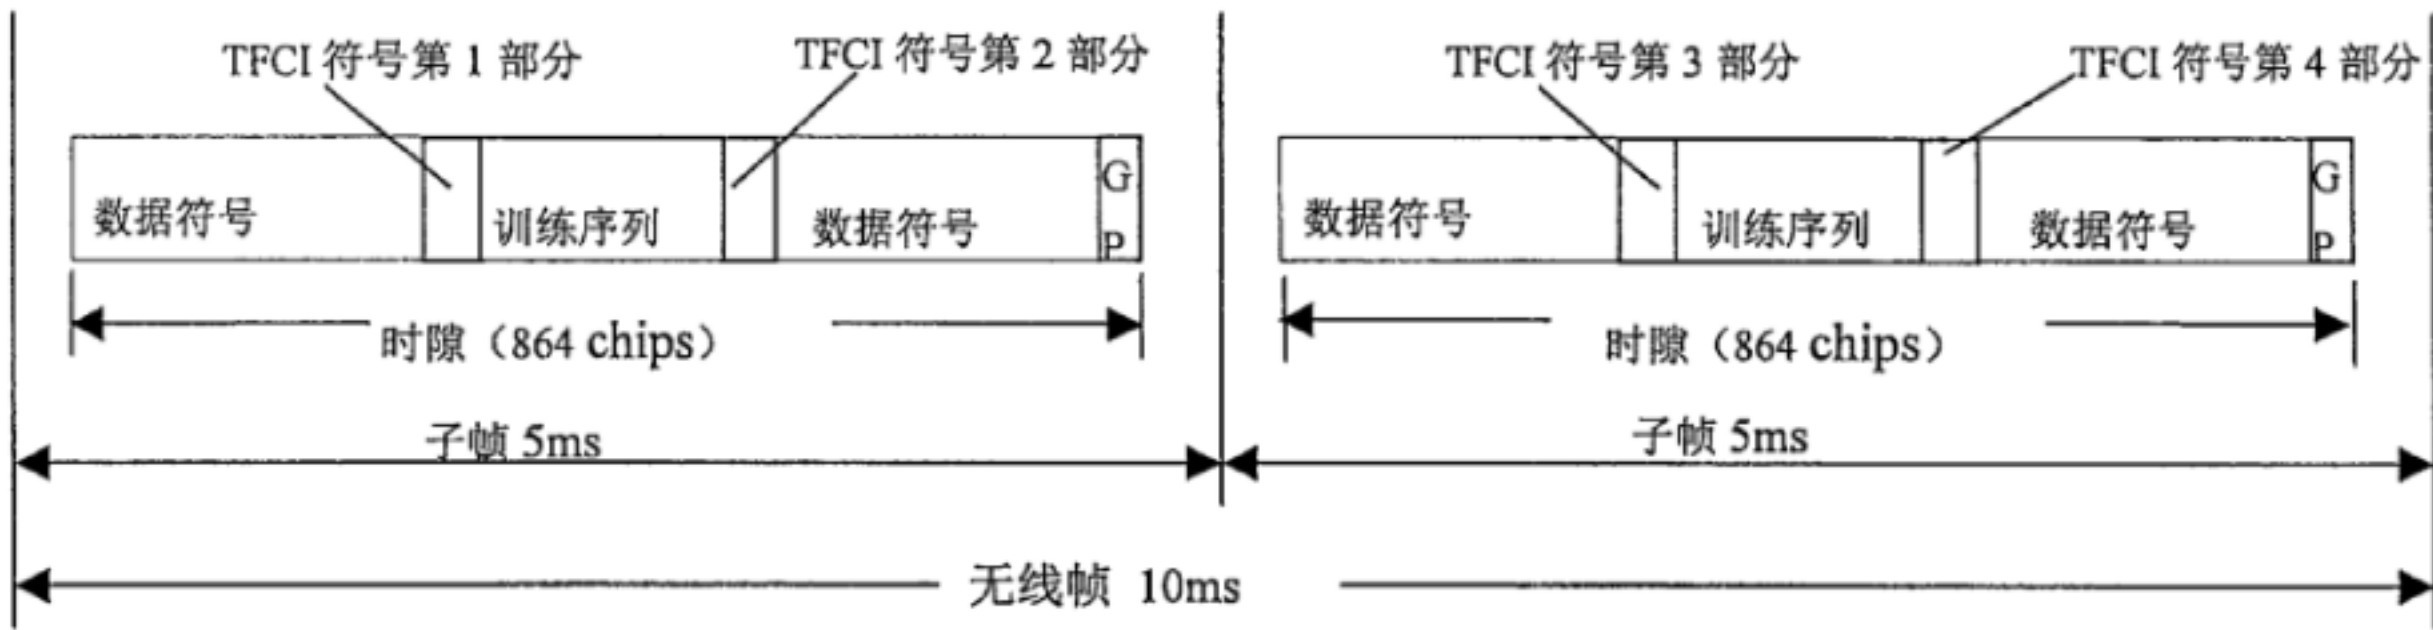 TFCI 符号第 1 部分
TFCI 符号第 2 部分
TFCI 符号第 3 部分
TFCI 符号第 4 部分
数据符号
训练序列
数据符号
G
P
数据符号
训练序列
数据符号
G
P
时隙（864 chips）
时隙（864 chips）
子帧 5ms
子帧 5ms
无线帧 10ms